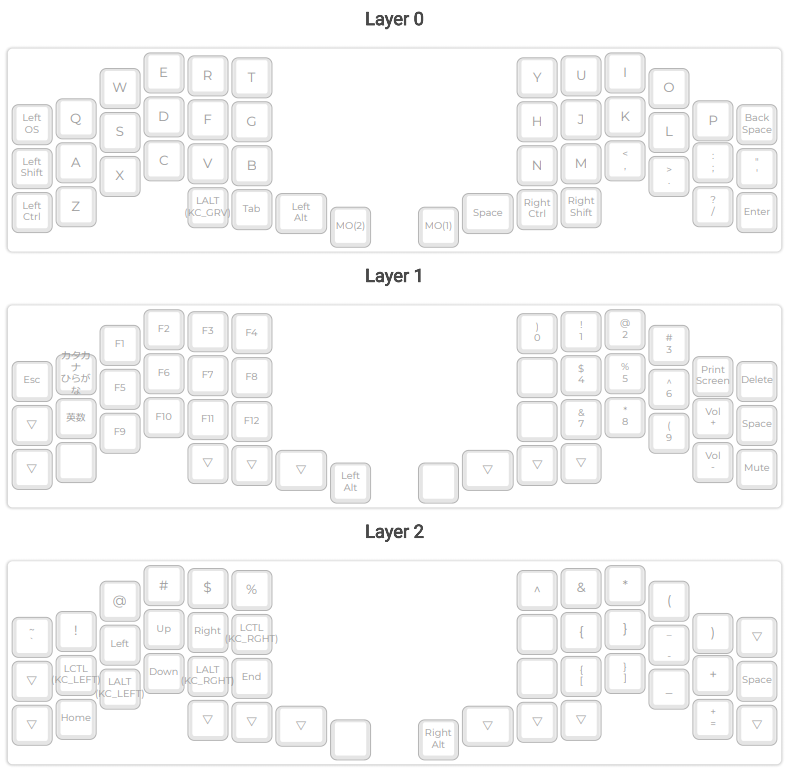 Layer 0
Left
OS
Q
W
E
R
T
Y
U
I
O
P
Back
Space
Left
Shift
A
S
D
F
G
H
J
K
L
:
;
"
'
Left
Ctrl
Z
X
C
V
B
N
M
<
,
>
.
?
/
Enter
LALT
(KC_GRV)
Tab
Left
Alt
MO(2)
MO(1)
Space
Right
Ctrl
Right
Shift
Layer 1
Esc
カタカ
ナ
ひらが
な
F1
F2
F3
F4
)
0
!
1
@
2
#
3
Print
Screen
Delete
▽
英数
F5
F6
F7
F8
$
4
%
5
^
6
Vol
+
Space
▽
F9
F10
F11
F12
&
7
*
8
(
9
Vol
-
Mute
▽
▽
▽
Left
Alt
▽
▽
▽
Layer 2
~
`
!
@
#
$
%
^
&
*
(
)
▽
▽
LCTL
(KC_LEFT)
Left
Up
Right
LCTL
(KC_RGHT)
{
}
_
-
+
Space
▽
Home
LALT
(KC_LEFT)
Down
LALT
(KC_RGHT)
End
{
[
}
]
_
+
=
▽
▽
▽
▽
Right
Alt
▽
▽
▽